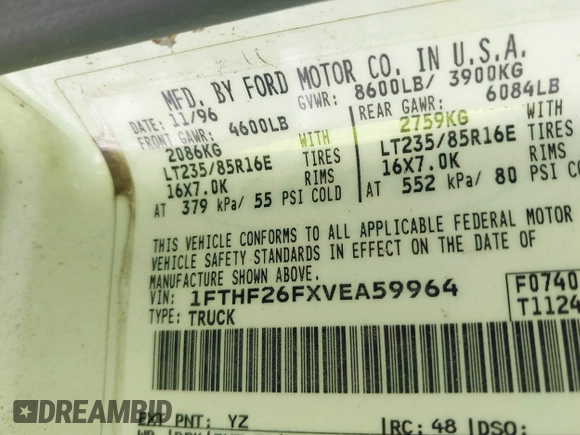 MFD. BY FORD MOTOR CO. IN U.S.A.
DATE: 11/96 GVWR: 8600LB/ 3900KG
FRONT GAWR: 4600LB REAR GAWR: 6084LB
2086KG WITH 2759KG WITH
LT235/85R16E TIRES LT235/85R16E TIRES
16X7.0K RIMS 16X7.0K RIMS
AT 379 kPa/ 55 PSI COLD AT 552 kPa/ 80 PSI COLD
THIS VEHICLE CONFORMS TO ALL APPLICABLE FEDERAL MOTOR
VEHICLE SAFETY STANDARDS IN EFFECT ON THE DATE OF
MANUFACTURE SHOWN ABOVE.
VIN: 1FTHF26FXVEA59964 F0740
TYPE: TRUCK T1124
EXT PNT: YZ RC: 48 DSO:
DREAMBID